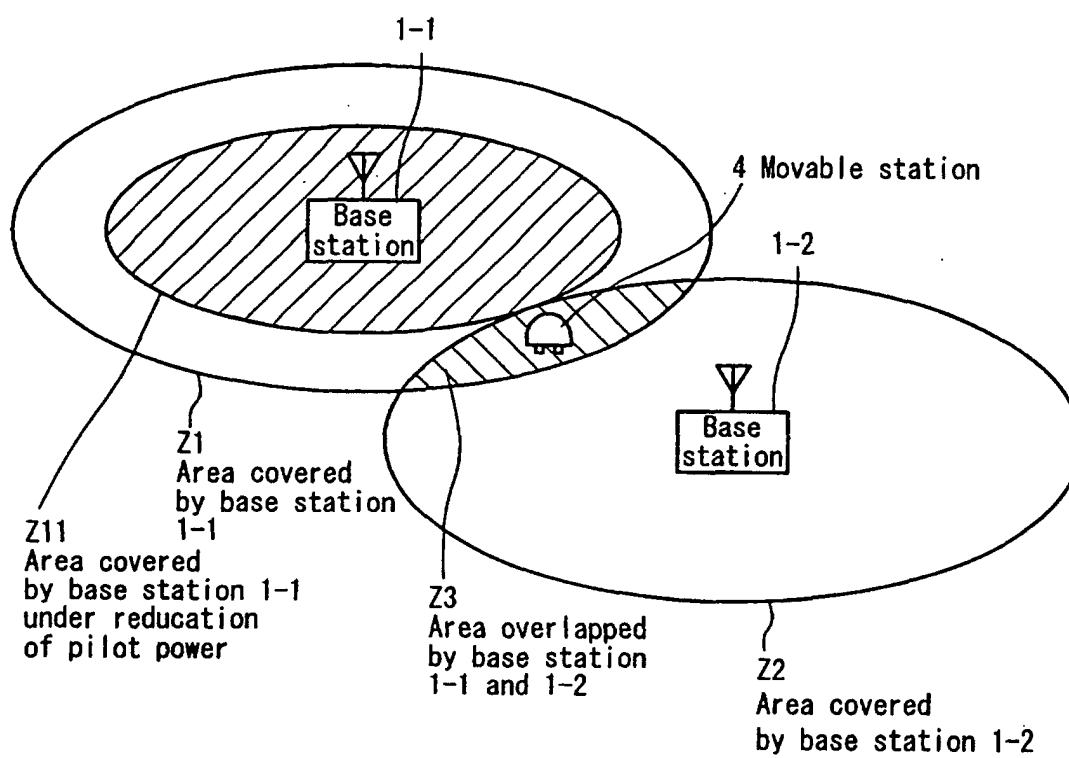 1-1
4 Movable station
Base
station
1-2
Base
station
Z1
Area covered
by base station
1-1
Z11
Area covered
by base station 1-1
under reducation
of pilot power
Z3
Area overlapped
by base station
1-1 and 1-2
Z2
Area covered
by base station 1-2